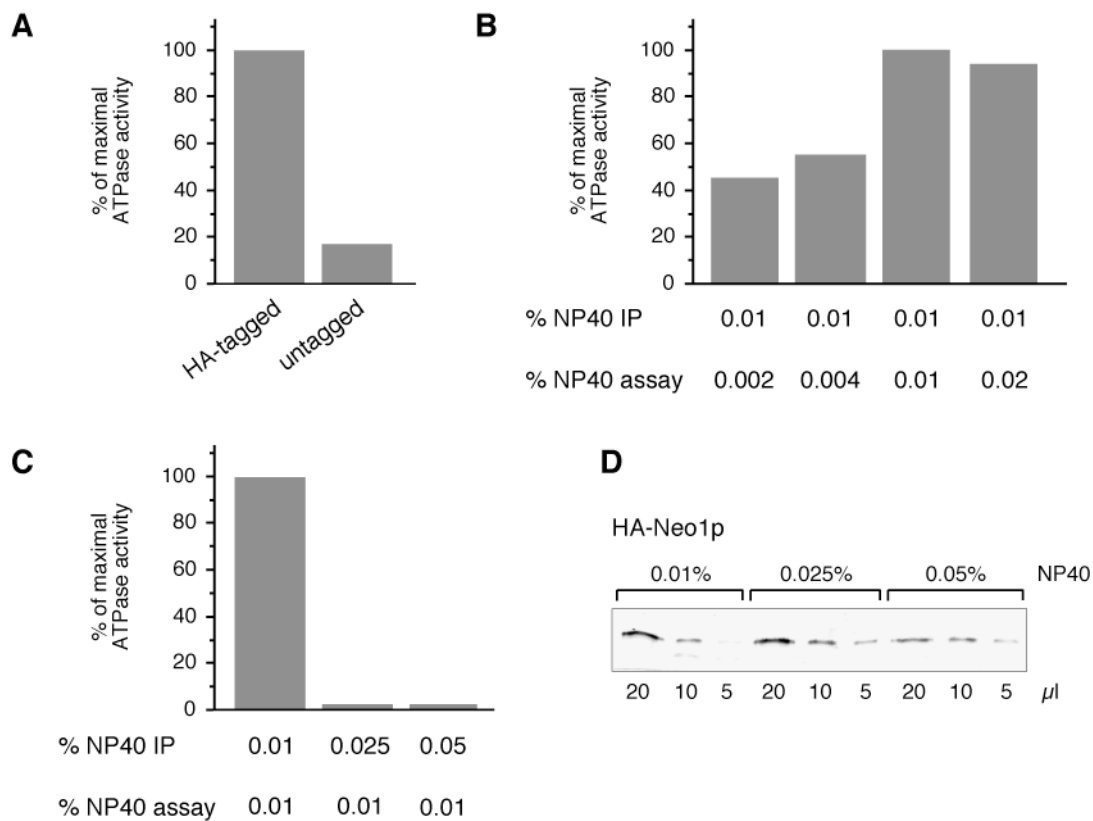 A
% of maximal
ATPase activity
100
80
60
40
20
0
HA-tagged
untagged
B
% of maximal
ATPase activity
100
80
60
40
20
0
% NP40 IP 0.01 0.01 0.01 0.01
% NP40 assay 0.002 0.004 0.01 0.02
C
% of maximal
ATPase activity
100
80
60
40
20
0
% NP40 IP 0.01 0.025 0.05
% NP40 assay 0.01 0.01 0.01
D
HA-Neo1p
0.01% 0.025% 0.05% NP40
20 10 5 20 10 5 20 10 5 µl